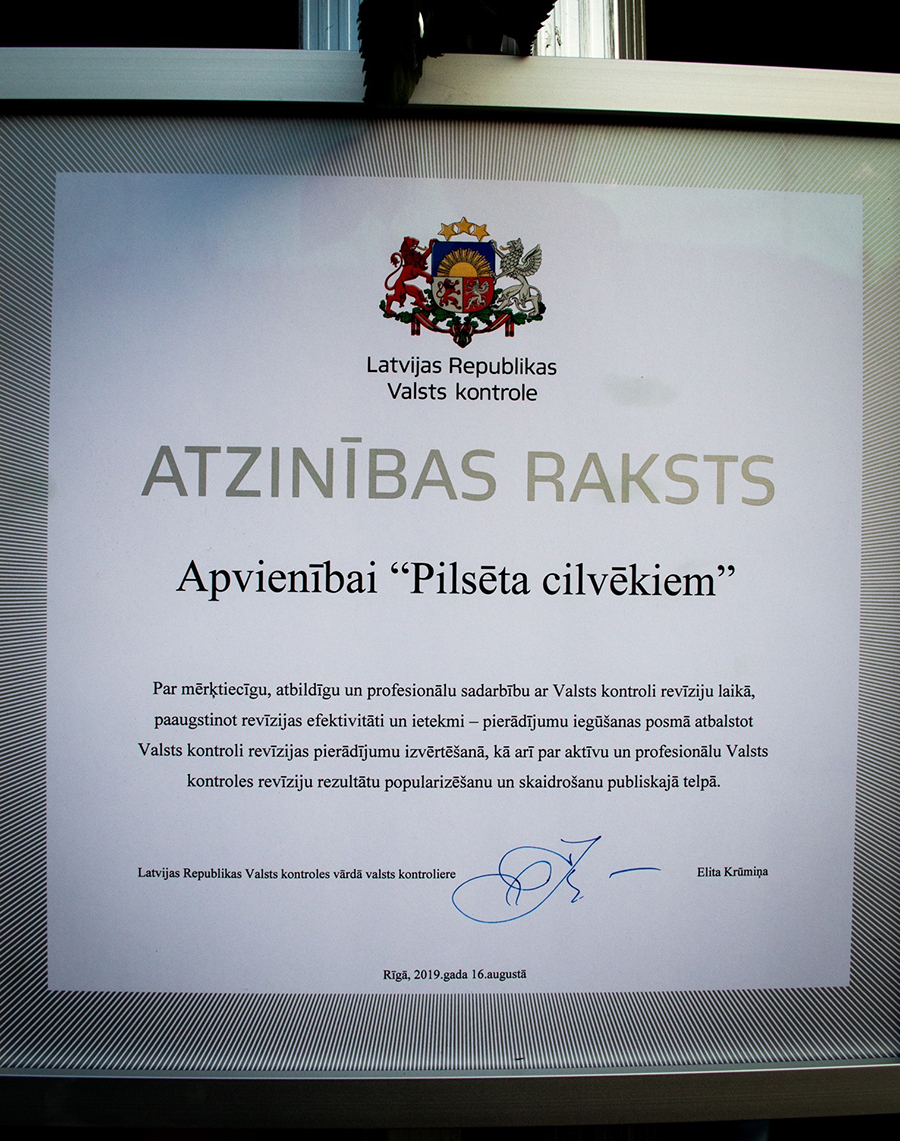 Latvijas Republikas
Valsts kontrole
ATZINĪBAS RAKSTS
Apvienībai “Pilsēta cilvēkiem”
Par mērķtiecīgu, atbildīgu un profesionālu sadarbību ar Valsts kontroli revīziju laikā,
paaugstinot revīzijas efektivitāti un ietekmi – pierādījumu iegūšanas posmā atbalstot
Valsts kontroli revīzijas pierādījumu izvērtēšanā, kā arī par aktīvu un profesionālu Valsts
kontroles revīziju rezultātu popularizēšanu un skaidrošanu publiskajā telpā.
Latvijas Republikas Valsts kontroles vārdā valsts kontroliere Elita Krūmiņa
Rīgā, 2019.gada 16.augustā